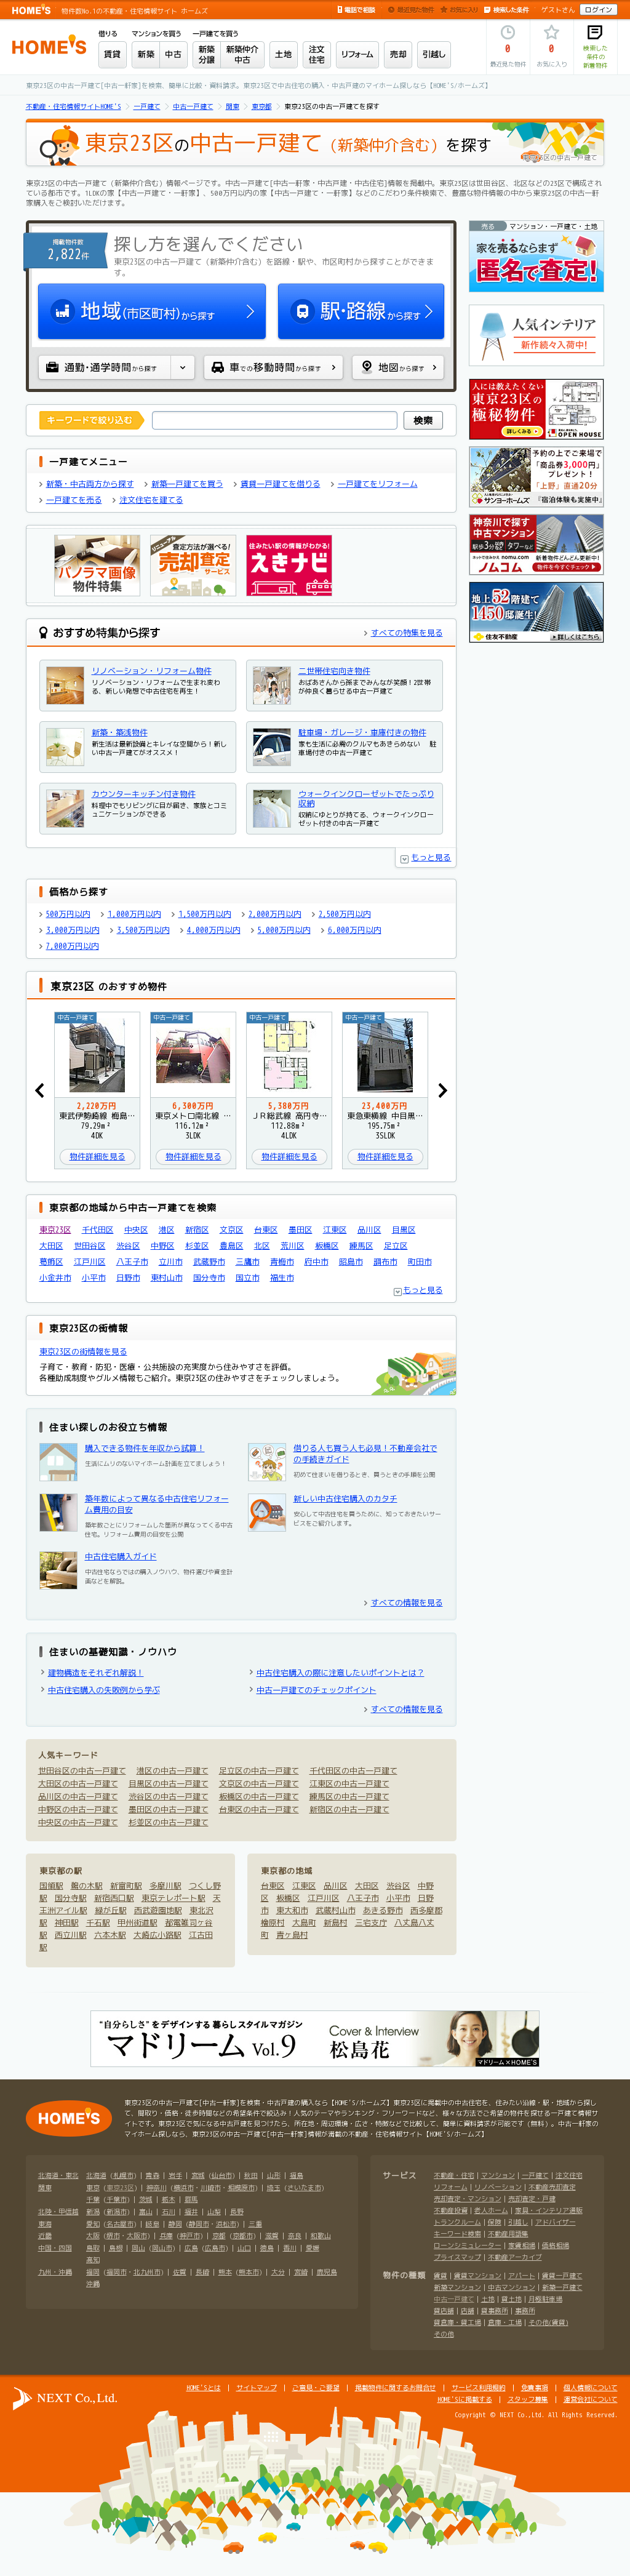 HOME'S 物件数No.1の不動産・住宅情報サイト ホームズ
電話で相談 最近見た物件 お気に入り 検索した条件 ゲストさん ログイン
HOME'S
借りる マンションを買う 一戸建てを買う
賃貸 新築 中古 新築分譲 新築仲介中古 土地 注文住宅 リフォーム 売却 引越し
0 最近見た物件
0 お気に入り
検索した条件の新着物件
東京23区の中古一戸建て[中古一軒家]を検索、簡単に比較・資料請求。東京23区で中古住宅の購入・中古戸建のマイホーム探しなら【HOME'S/ホームズ】
不動産・住宅情報サイトHOME'S 一戸建て 中古一戸建て 関東 東京都 東京23区の中古一戸建てを探す
東京23区の中古一戸建て（新築仲介含む）を探す
東京23区の中古一戸建て（新築仲介含む）情報ページです。中古一戸建て[中古一軒家・中古戸建・中古住宅]情報を掲載中。東京23区は世田谷区、北区などの23区で構成されている都市です。1LDKの家【中古一戸建て・一軒家】、500万円以内の家【中古一戸建て・一軒家】などのこだわり条件検索で、豊富な物件情報の中から東京23区の中古一軒家購入をご検討いただけます。
掲載物件数
2,822件
探し方を選んでください
東京23区の中古一戸建て（新築仲介含む）を路線・駅や、市区町村から探すことができます。
地域(市区町村)から探す
駅・路線から探す
通勤・通学時間から探す
車での移動時間から探す
地図から探す
キーワードで絞り込む 検索
一戸建てメニュー
新築・中古両方から探す 新築一戸建てを買う 賃貸一戸建てを借りる 一戸建てをリフォーム
一戸建てを売る 注文住宅を建てる
パノラマ画像物件特集
査定方法が選べる! 売却査定サービス
住みたい駅の情報がわかる! えきナビ
おすすめ特集から探す すべての特集を見る
リノベーション・リフォーム物件
リノベーション・リフォームで生まれ変わる、新しい発想で中古住宅を再生！
二世帯住宅向き物件
おばあさんから孫までみんなが笑顔！2世帯が仲良く暮らせる中古一戸建て
新築・築浅物件
新生活は最新設備とキレイな空間から！新しい中古一戸建てがオススメ！
駐車場・ガレージ・車庫付きの物件
家も生活に必需のクルマもあきらめない 駐車場付きの中古一戸建て
カウンターキッチン付き物件
料理中でもリビングに目が届き、家族とコミュニケーションができる
ウォークインクローゼットでたっぷり収納
収納にゆとりが持てる、ウォークインクローゼット付きの中古一戸建て
もっと見る
価格から探す
500万円以内 1,000万円以内 1,500万円以内 2,000万円以内 2,500万円以内
3,000万円以内 3,500万円以内 4,000万円以内 5,000万円以内 6,000万円以内
7,000万円以内
東京23区 のおすすめ物件
中古一戸建て 中古一戸建て 中古一戸建て 中古一戸建て
2,220万円 6,300万円 5,380万円 23,400万円
東武伊勢崎線 梅島… 東京メトロ南北線 … ＪＲ総武線 高円寺… 東急東横線 中目黒…
79.29m² 116.12m² 112.88m² 195.75m²
4DK 3LDK 4LDK 3SLDK
物件詳細を見る 物件詳細を見る 物件詳細を見る 物件詳細を見る
東京都の地域から中古一戸建てを検索
東京23区 千代田区 中央区 港区 新宿区 文京区 台東区 墨田区 江東区 品川区 目黒区
大田区 世田谷区 渋谷区 中野区 杉並区 豊島区 北区 荒川区 板橋区 練馬区 足立区
葛飾区 江戸川区 八王子市 立川市 武蔵野市 三鷹市 青梅市 府中市 昭島市 調布市 町田市
小金井市 小平市 日野市 東村山市 国分寺市 国立市 福生市
もっと見る
東京23区の街情報
東京23区の街情報を見る
子育て・教育・防犯・医療・公共施設の充実度から住みやすさを評価。
各種助成制度やグルメ情報もご紹介。東京23区の住みやすさをチェックしましょう。
住まい探しのお役立ち情報
購入できる物件を年収から試算！
生活にムリのないマイホーム計画を立てましょう！
借りる人も買う人も必見！不動産会社での手続きガイド
初めて住まいを借りるとき、買うときの手順を公開
築年数によって異なる中古住宅リフォーム費用の目安
築年数ごとにリフォームした箇所が異なってくる中古住宅。リフォーム費用の目安を公開
新しい中古住宅購入のカタチ
安心して中古住宅を買うために、知っておきたいサービスをご紹介します。
中古住宅購入ガイド
中古住宅ならではの購入ノウハウ、物件選びや資金計画などを解説。
すべての情報を見る
住まいの基礎知識・ノウハウ
建物構造をそれぞれ解説！ 中古住宅購入の際に注意したいポイントとは？
中古住宅購入の失敗例から学ぶ 中古一戸建てのチェックポイント
すべての情報を見る
人気キーワード
世田谷区の中古一戸建て 港区の中古一戸建て 足立区の中古一戸建て 千代田区の中古一戸建て
大田区の中古一戸建て 目黒区の中古一戸建て 文京区の中古一戸建て 江東区の中古一戸建て
品川区の中古一戸建て 渋谷区の中古一戸建て 板橋区の中古一戸建て 練馬区の中古一戸建て
中野区の中古一戸建て 墨田区の中古一戸建て 台東区の中古一戸建て 新宿区の中古一戸建て
中央区の中古一戸建て 杉並区の中古一戸建て
東京都の駅
国領駅 鶯の木駅 新富町駅 多摩川駅 つくし野駅 国分寺駅 新宿西口駅 東京テレポート駅 天王洲アイル駅 緑が丘駅 西武遊園地駅 東北沢駅 神田駅 千石駅 甲州街道駅 都電雑司ヶ谷駅 西立川駅 六本木駅 大崎広小路駅 江古田駅
東京都の地域
台東区 江東区 品川区 大田区 渋谷区 中野区 板橋区 江戸川区 八王子市 小平市 日野市 東大和市 武蔵村山市 あきる野市 西多摩郡檜原村 大島町 新島村 三宅支庁 八丈島八丈町 青ヶ島村
売る マンション・一戸建て・土地
家を売るならまず 匿名で査定!
人気インテリア 新作続々入荷中！
人には教えたくない 東京23区の極秘物件 詳しくみる OPEN HOUSE
予約の上でご来場で「商品券3,000円」プレゼント！「上野」直通20分 サンヨーホームズ 『宿泊体験も実施中』
神奈川で探す 中古マンション 駅歩3分 築浅 タワーなど 新着物件どんどん更新中！ ノムコム 物件を今すぐチェック
地上52階建て 1450邸誕生! 住友不動産 詳しくはこちら
"自分らしさ"をデザインする暮らしスタイルマガジン
マドリーム Vol.9
Cover & Interview
松島花
マドリーム×HOME'S
HOME'S
東京23区の中古一戸建て[中古一軒家]を検索・中古戸建の購入なら【HOME'S/ホームズ】東京23区に掲載中の中古住宅を、住みたい沿線・駅・地域から探して、間取り・価格・徒歩時間などの希望条件で絞込み！人気のテーマやランキング・フリーワードなど、様々な方法でご希望の物件を探せる一戸建て情報サイトです。東京23区で気になる中古戸建を見つけたら、所在地・周辺環境・広さ・特徴などで比較して、簡単に資料請求が可能です（無料）。中古一軒家の情報をお探しなら、東京23区の中古一戸建て[中古一軒家]情報が満載の不動産・住宅情報サイト【HOME'S/ホームズ】
北海道・東北 北海道（札幌市）| 青森 | 岩手 | 宮城（仙台市）| 秋田 | 山形 | 福島
関東 東京（東京23区）| 神奈川（横浜市・川崎市・相模原市）| 埼玉（さいたま市）千葉（千葉市）| 茨城 | 栃木 | 群馬
北陸・甲信越 新潟（新潟市）| 富山 | 石川 | 福井 | 山梨 | 長野
東海 愛知（名古屋市）| 岐阜 | 静岡（静岡市・浜松市）| 三重
近畿 大阪（堺市・大阪市）| 兵庫（神戸市）| 京都（京都市）| 滋賀 | 奈良 | 和歌山
中国・四国 鳥取 | 島根 | 岡山（岡山市）| 広島（広島市）| 山口 | 徳島 | 香川 | 愛媛 高知
九州・沖縄 福岡（福岡市・北九州市）| 佐賀 | 長崎 | 熊本（熊本市）| 大分 | 宮崎 | 鹿児島 沖縄
サービス 不動産・住宅 | マンション | 一戸建て | 注文住宅
リフォーム | リノベーション | 不動産売却査定
売却査定・マンション | 売却査定・戸建
不動産投資 | 老人ホーム | 家具・インテリア通販
トランクルーム | 保険 | 引越し | アドバイザー
キーワード検索 | 不動産用語集
ローンシミュレーター | 家賃相場 | 価格相場
プライスマップ | 不動産アーカイブ
物件の種類 賃貸 | 賃貸マンション | アパート | 賃貸一戸建て
新築マンション | 中古マンション | 新築一戸建て
中古一戸建て | 土地 | 貸土地 | 月極駐車場
貸店舗 | 店舗 | 貸事務所 | 事務所
貸倉庫・貸工場 | 倉庫・工場 | その他(賃貸)
その他
NEXT Co.,Ltd.
HOME'Sとは | サイトマップ | ご意見・ご要望 | 掲載物件に関するお問合せ | サービス利用規約 | 免責事項 | 個人情報について
HOME'Sに掲載する | スタッフ募集 | 運営会社について
Copyright © NEXT Co.,Ltd. All Rights Reserved.